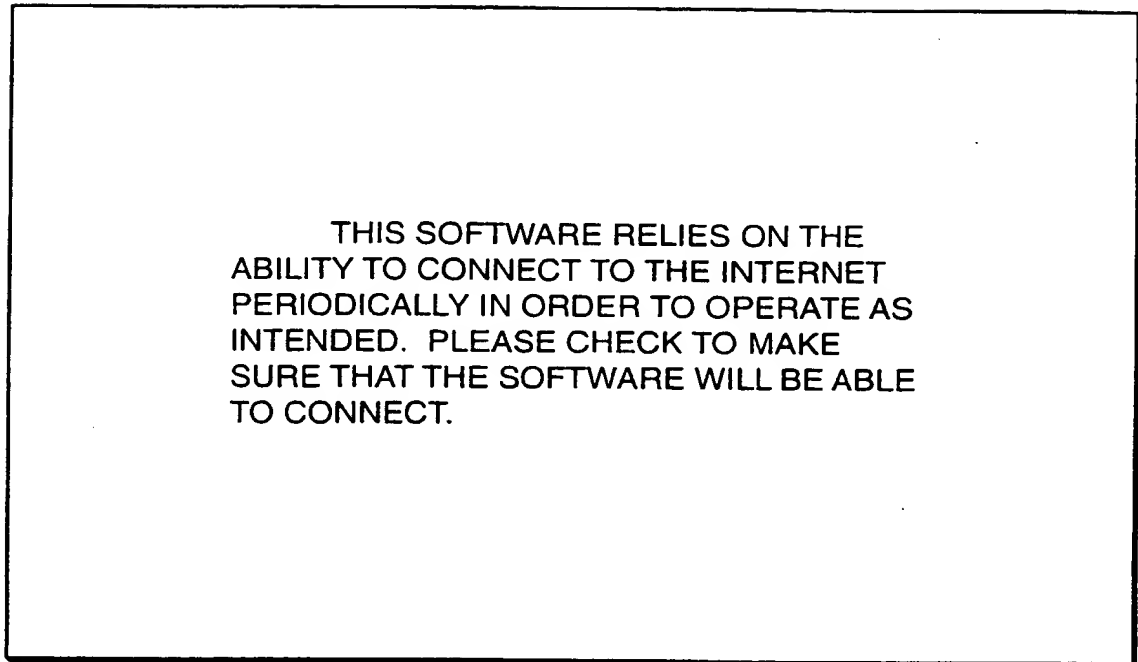 THIS SOFTWARE RELIES ON THE
ABILITY TO CONNECT TO THE INTERNET
PERIODICALLY IN ORDER TO OPERATE AS
INTENDED. PLEASE CHECK TO MAKE
SURE THAT THE SOFTWARE WILL BE ABLE
TO CONNECT.